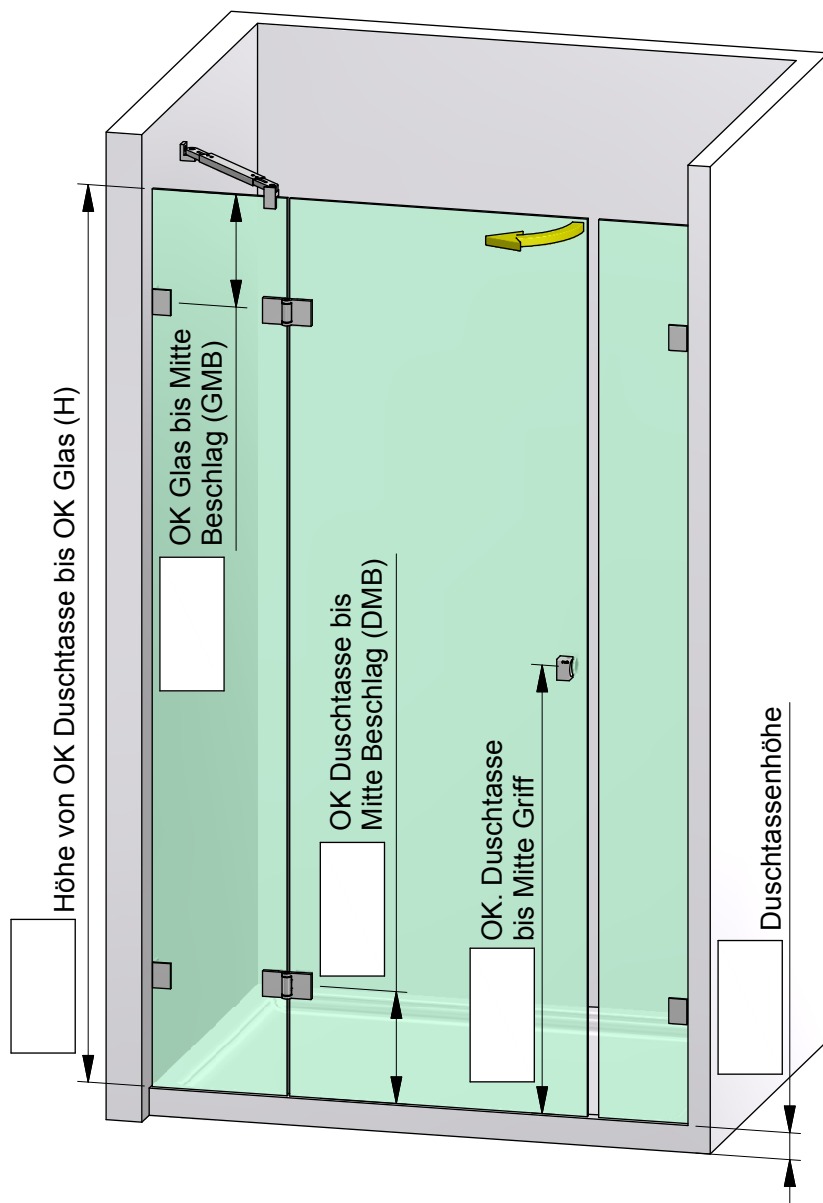 Höhe von OK Duschtasse bis OK Glas (H)
OK Glas bis Mitte
Beschlag (GMB)
OK Duschtasse bis
Mitte Beschlag (DMB)
OK. Duschtasse
bis Mitte Griff
Duschtassenhöhe